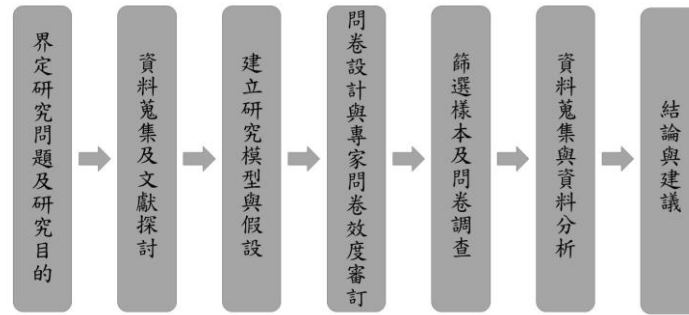 界定研究問題及研究目的
資料蒐集及文獻探討
建立研究模型與假設
問卷設計與專家問卷效度審訂
篩選樣本及問卷調查
資料蒐集與資料分析
結論與建議